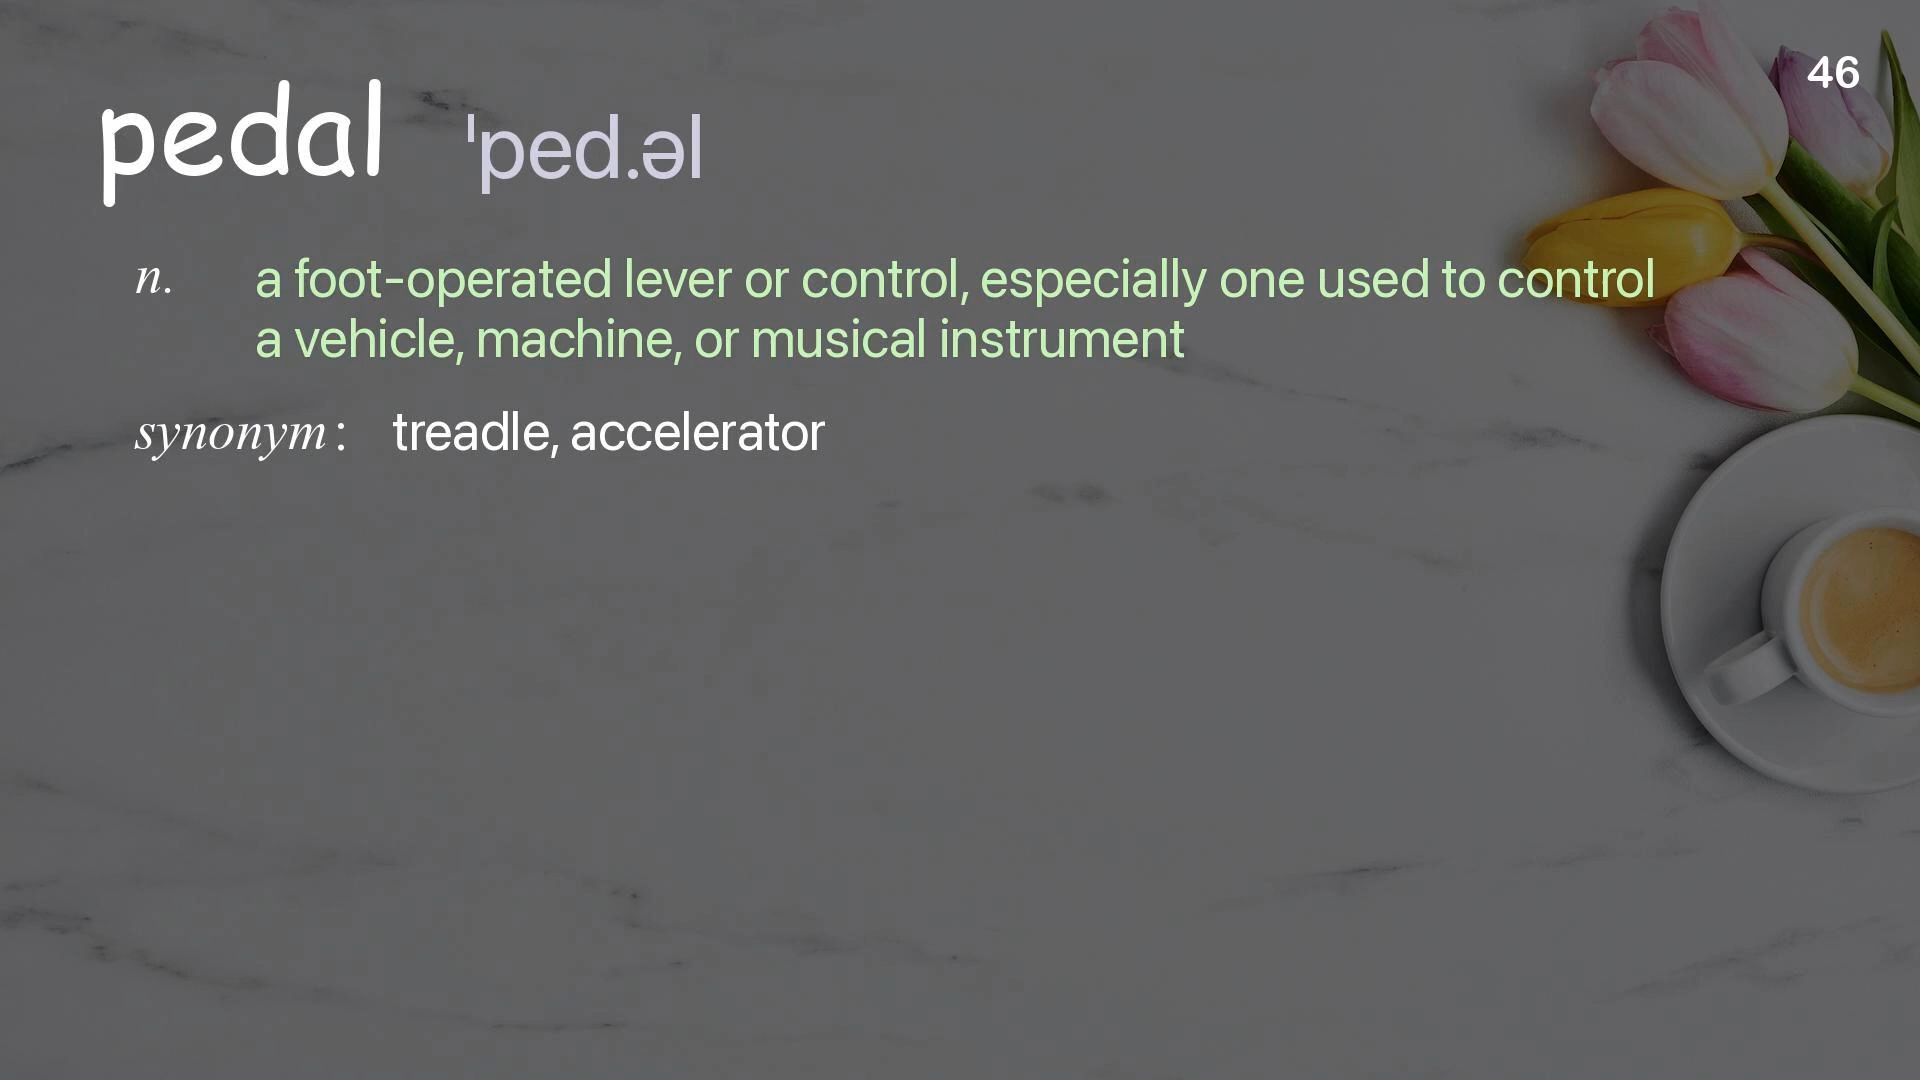 46
pedal ˈped.əl
n. a foot-operated lever or control, especially one used to control
a vehicle, machine, or musical instrument
synonym: treadle, accelerator